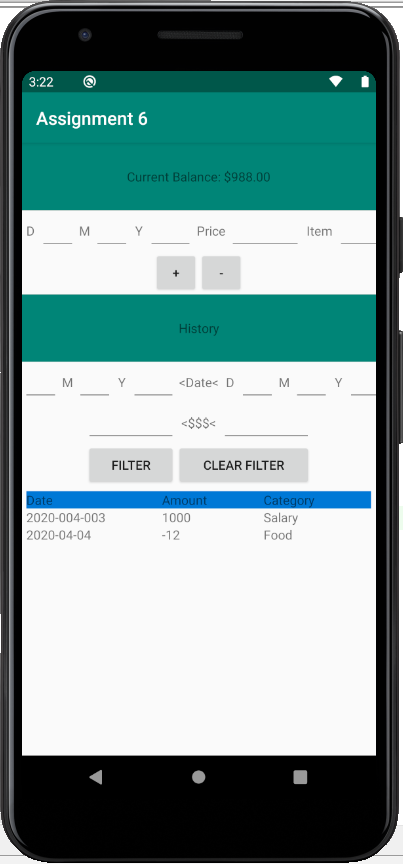 3:22
Assignment 6
Current Balance: $988.00
D M Y Price Item
+ -
History
M Y <Date< D M Y
<$$$<
FILTER CLEAR FILTER
Date Amount Category
2020-004-003 1000 Salary
2020-04-04 -12 Food